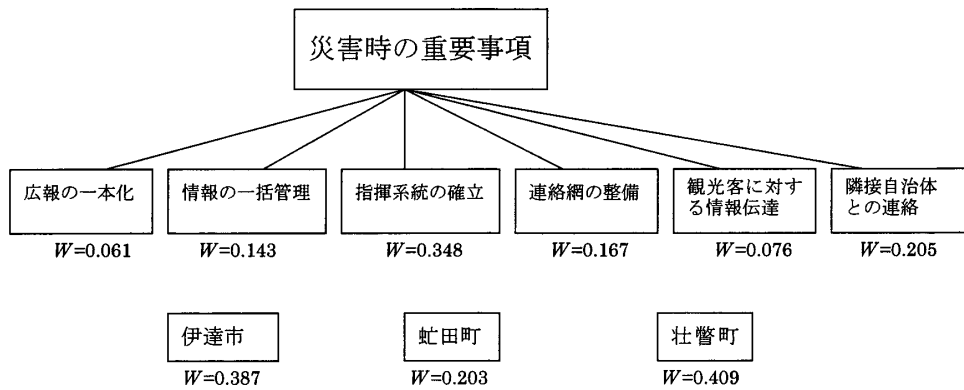 災害時の重要事項
広報の一本化
情報の一括管理
指揮系統の確立
連絡網の整備
観光客に対す
る情報伝達
隣接自治体
との連絡
W=0.061
W=0.143
W=0.348
W=0.167
W=0.076
W=0.205
伊達市
虻田町
壮瞥町
W=0.387
W=0.203
W=0.409